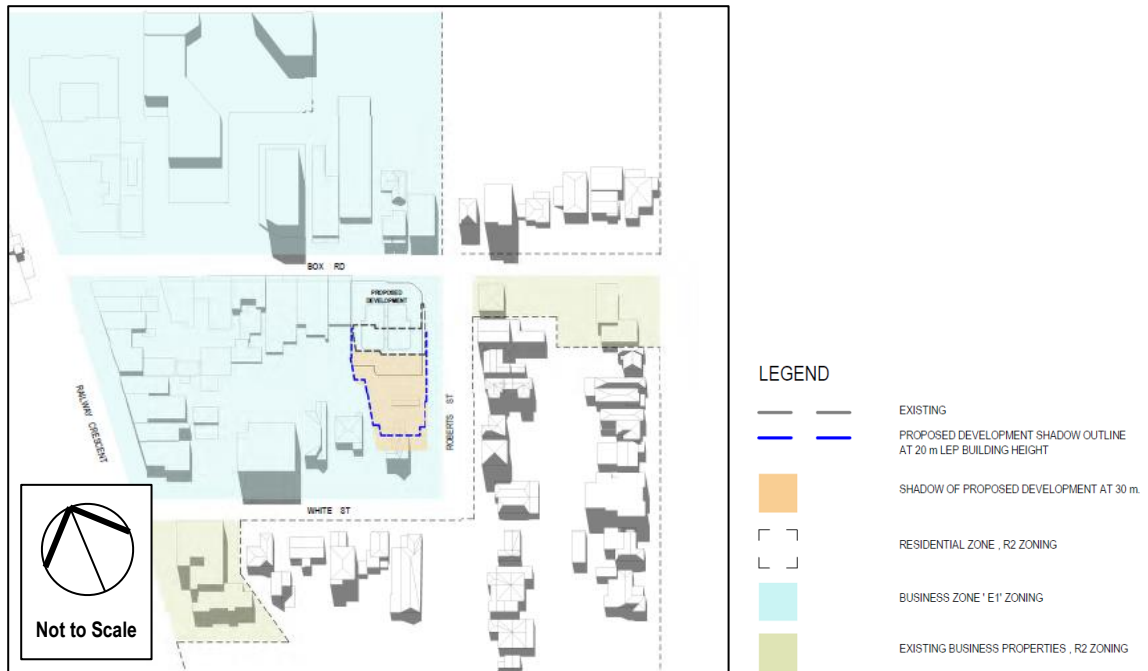 BOX RD
PROPOSED
DEVELOPMENT
RAILWAY CRESCENT
ROBERTS ST
WHITE ST
Not to Scale
LEGEND
EXISTING
PROPOSED DEVELOPMENT SHADOW OUTLINE
AT 20 m LEP BUILDING HEIGHT
SHADOW OF PROPOSED DEVELOPMENT AT 30 m.
RESIDENTIAL ZONE , R2 ZONING
BUSINESS ZONE ' E1' ZONING
EXISTING BUSINESS PROPERTIES , R2 ZONING